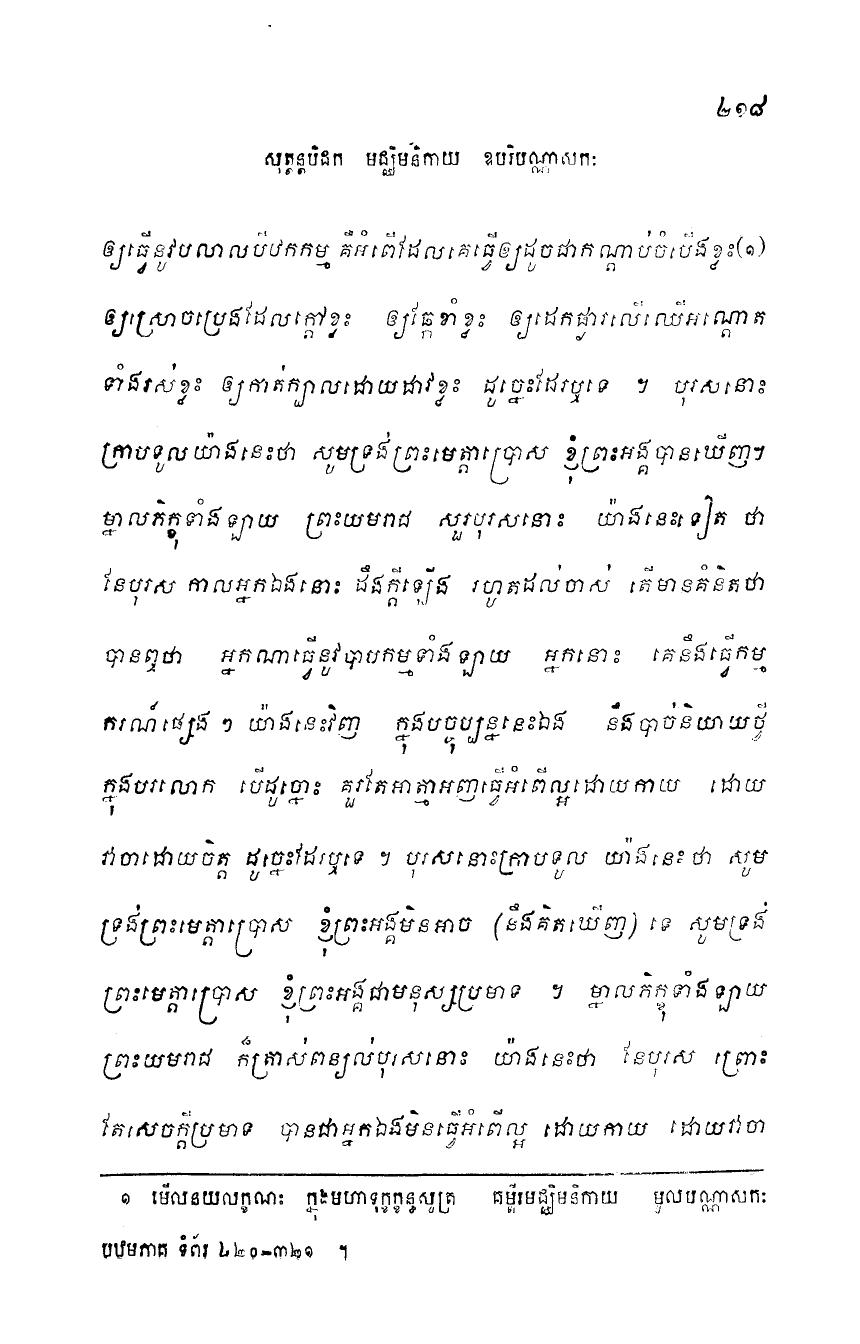 ២១៨
សុត្តន្តបិដក មជ្ឈិមនិកាយ ឧបរិបណ្ណាសកៈ
ឲ្យធ្វើនូវបលាលបីឋកកម្ម គឺអំពើដែលគេធ្វើឲ្យដូចជាកណ្តាប់ចំបើងខ្លះ(១)
ឲ្យស្រោចប្រេងដែលក្តៅខ្លះ ឲ្យឆ្កែខាំខ្លះ ឲ្យដេកផ្ងារលើឈើអណ្តោត
ទាំងរស់ខ្លះ ឲ្យកាត់ក្បាលដោយដាវខ្លះ ដូច្នេះដែរឬទេ ។ បុរសនោះ
ក្រាបទូលយ៉ាងនេះថា សូមទ្រង់ព្រះមេត្តាប្រោស ខ្ញុំព្រះអង្គបានឃើញ។
ម្នាលភិក្ខុទាំងឡាយ ព្រះយមរាជ សួរបុរសនោះ យ៉ាងនេះទៀត ថា
នែបុរស កាលអ្នកឯងនោះ ដឹងក្តីឡើង រហូតដល់ចាស់ តើមានគំនិតថា
បានឮថា អ្នកណាធ្វើនូវបាបកម្មទាំងឡាយ អ្នកនោះ គេនឹងធ្វើកម្ម
ករណ៍ផ្សេង ៗ យ៉ាងនេះវិញ ក្នុងបច្ចុប្បន្ននេះឯង នឹងបាច់និយាយថ្វី
ក្នុងបរលោក បើដូច្នោះ គួរតែអាត្មាអញធ្វើអំពើល្អដោយកាយ ដោយ
វាចាដោយចិត្ត ដូច្នេះដែរឬទេ ។ បុរសនោះក្រាបទូល យ៉ាងនេះ ថា សូម
ទ្រង់ព្រះមេត្តាប្រោស ខ្ញុំព្រះអង្គមិនអាច (នឹងគិតឃើញ) ទេ សូមទ្រង់
ព្រះមេត្តាប្រោស ខ្ញុំព្រះអង្គជាមនុស្សប្រមាទ ។ ម្នាលភិក្ខុទាំងឡាយ
ព្រះយមរាជ ក៏ត្រាស់ពន្យល់បុរសនោះ យ៉ាងនេះថា នែបុរស ព្រោះ
តែសេចក្តីប្រមាទ បានជាអ្នកឯងមិនធ្វើអំពើល្អ ដោយកាយ ដោយវាចា
១ មើលនយលក្ខណៈ ក្នុងមហាទុក្ខក្ខន្ធសូត្រ គម្ពីរមជ្ឈិមនិកាយ មូលបណ្ណាសកៈ
បឋមភាគ ទំព័រ ៤២០-៣២១ ។